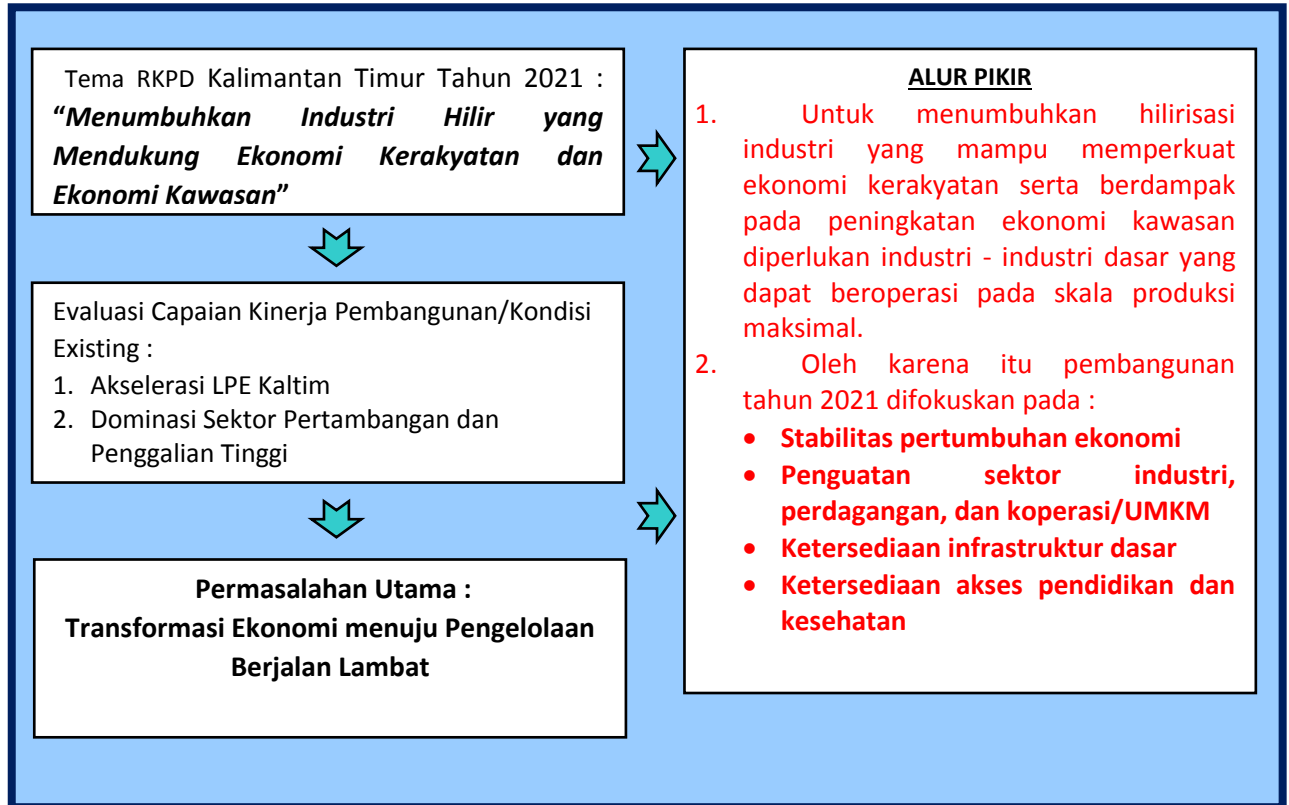 Tema RKPD Kalimantan Timur Tahun 2021 :
“Menumbuhkan Industri Hilir yang
Mendukung Ekonomi Kerakyatan dan
Ekonomi Kawasan”
Evaluasi Capaian Kinerja Pembangunan/Kondisi
Existing :
1. Akselerasi LPE Kaltim
2. Dominasi Sektor Pertambangan dan
Penggalian Tinggi
Permasalahan Utama :
Transformasi Ekonomi menuju Pengelolaan
Berjalan Lambat
ALUR PIKIR
1. Untuk menumbuhkan hilirisasi
industri yang mampu memperkuat
ekonomi kerakyatan serta berdampak
pada peningkatan ekonomi kawasan
diperlukan industri - industri dasar yang
dapat beroperasi pada skala produksi
maksimal.
2. Oleh karena itu pembangunan
tahun 2021 difokuskan pada :
• Stabilitas pertumbuhan ekonomi
• Penguatan sektor industri,
perdagangan, dan koperasi/UMKM
• Ketersediaan infrastruktur dasar
• Ketersediaan akses pendidikan dan
kesehatan